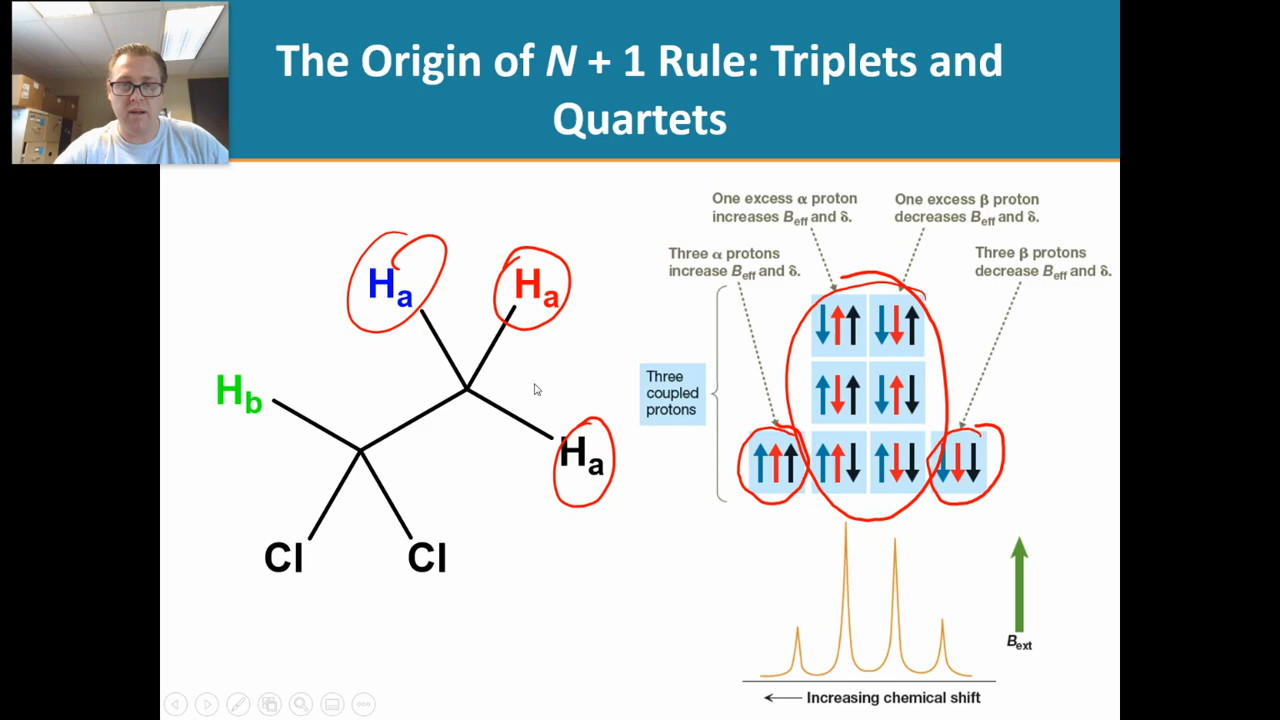 The Origin of N + 1 Rule: Triplets and
Quartets
One excess α proton
increases Beff and δ.
One excess β proton
decreases Beff and δ.
Three α protons
increase Beff and δ.
Three β protons
decrease Beff and δ.
Ha
Ha
Hb
Ha
Cl
Cl
Three
coupled
protons
Bext
Increasing chemical shift